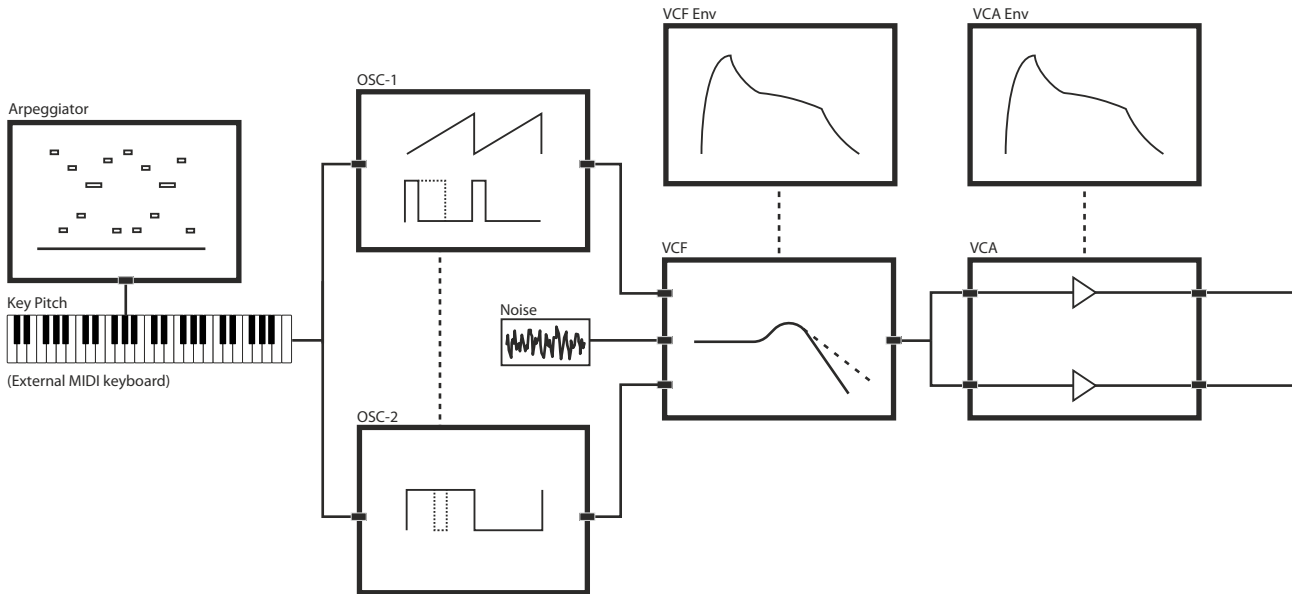 VCF Env
VCA Env
OSC-1
Arpeggiator
VCF
VCA
Key Pitch
Noise
(External MIDI keyboard)
OSC-2